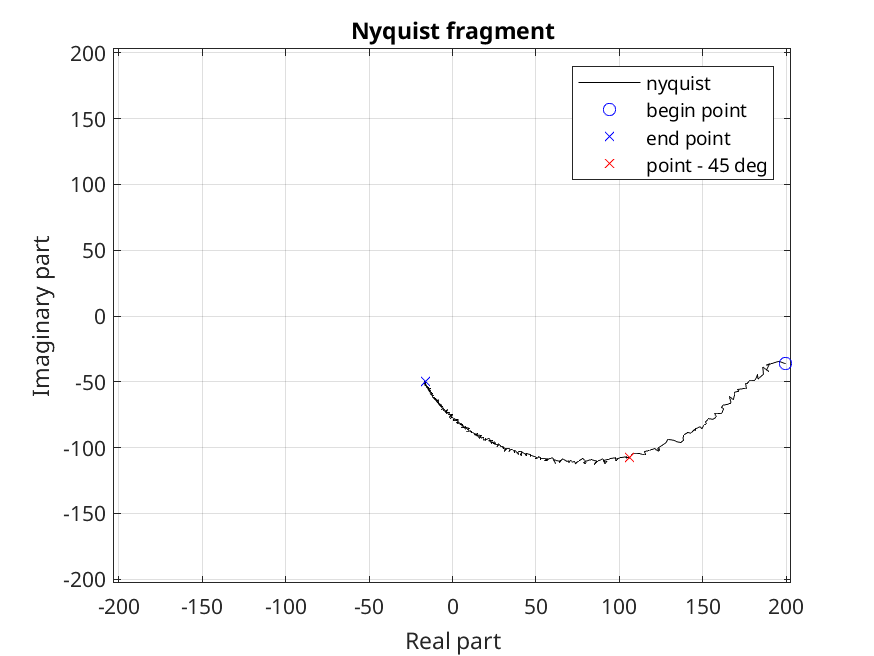 Nyquist fragment
nyquist
begin point
end point
point - 45 deg
200
150
100
50
0
-50
-100
-150
-200
Imaginary part
-200 -150 -100 -50 0 50 100 150 200
Real part